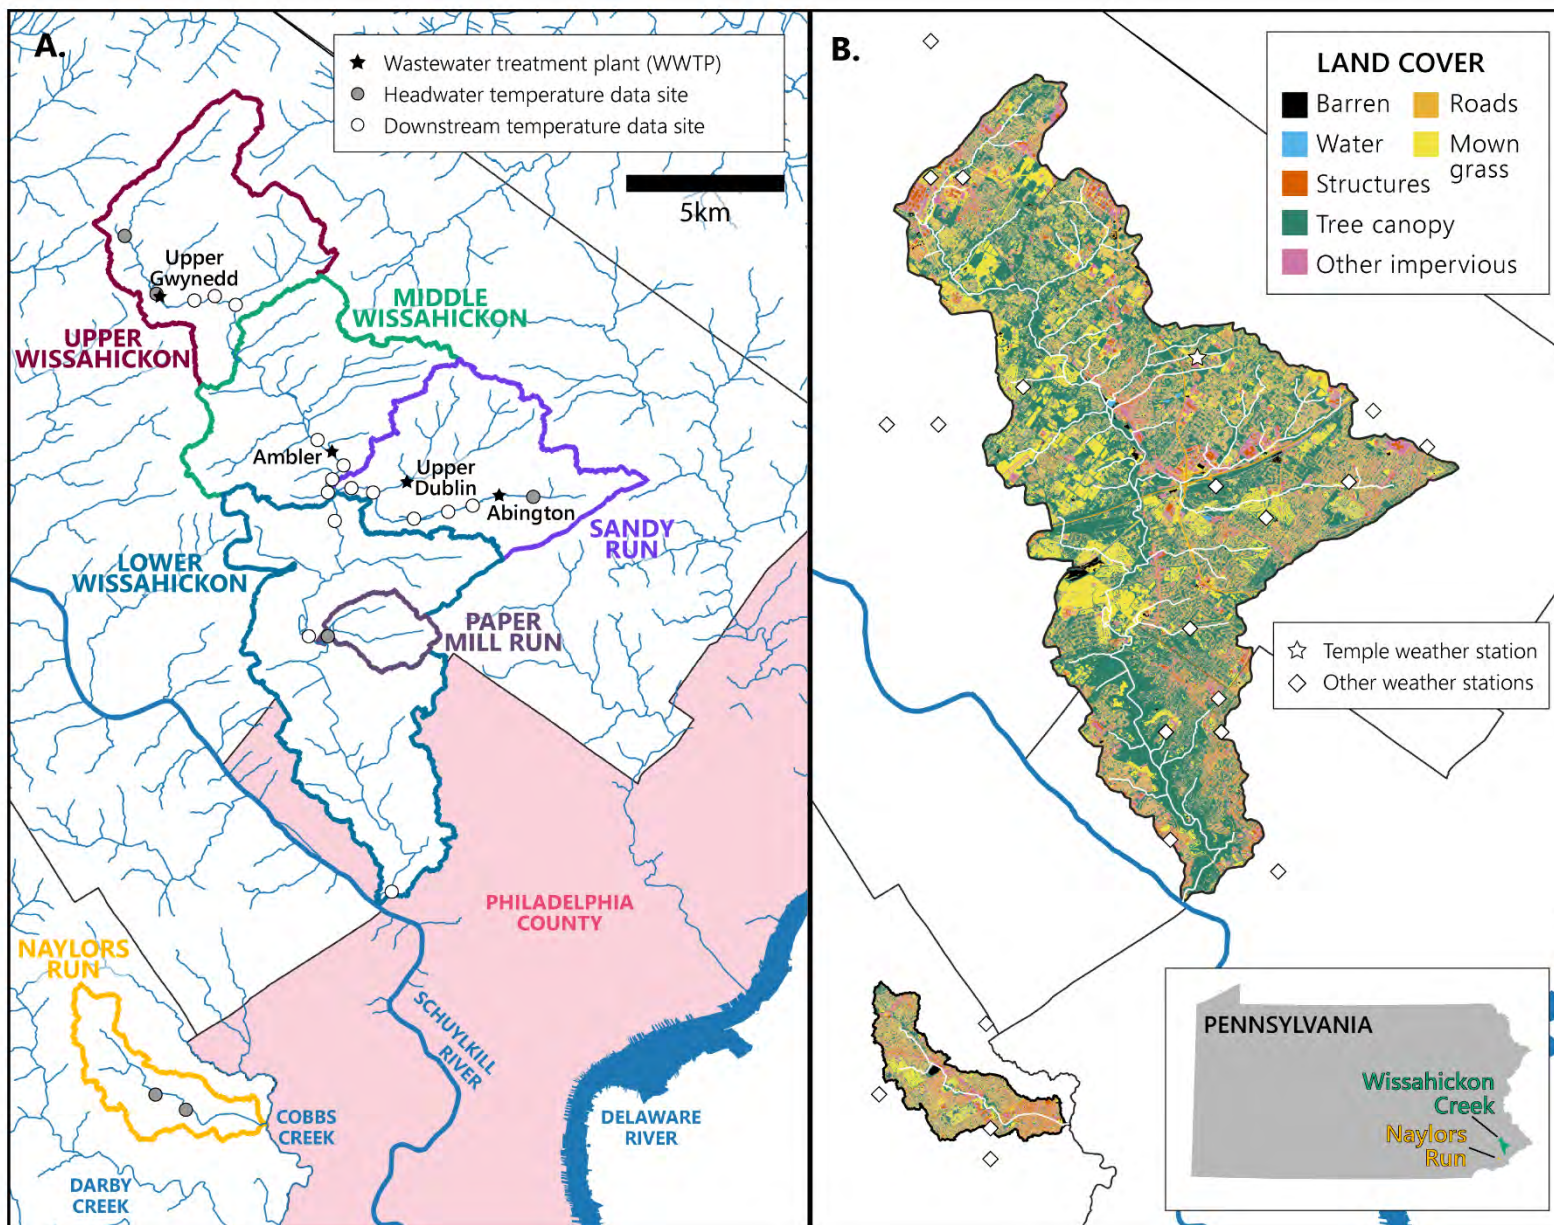 A.
Wastewater treatment plant (WWTP)
Headwater temperature data site
Downstream temperature data site
5km
Upper
Gwynedd
MIDDLE
WISSAHICKON
UPPER
WISSAHICKON
Ambler
Upper
Dublin
Abington
SANDY
RUN
LOWER
WISSAHICKON
PAPER
MILL RUN
PHILADELPHIA
COUNTY
NAYLORS
RUN
SCHUYLKILL
RIVER
COBBS
CREEK
DELAWARE
RIVER
DARBY
CREEK
B.
LAND COVER
Barren
Roads
Water
Mown
grass
Structures
Tree canopy
Other impervious
Temple weather station
Other weather stations
PENNSYLVANIA
Wissahickon
Creek
Naylors
Run